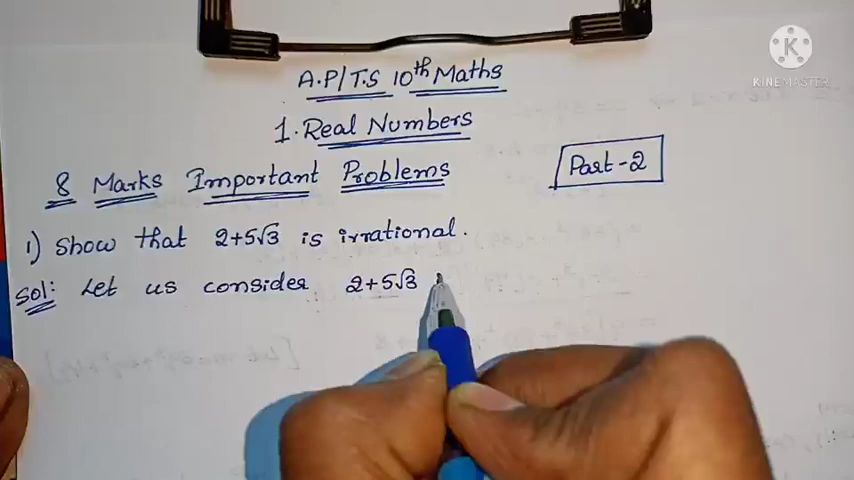 A.P/T.S 10th Maths
1. Real Numbers
8 Marks Important Problems
Part-2
1) Show that 2+5√3 is irrational.
Sol: Let us consider 2+5√3
KINEMASTER